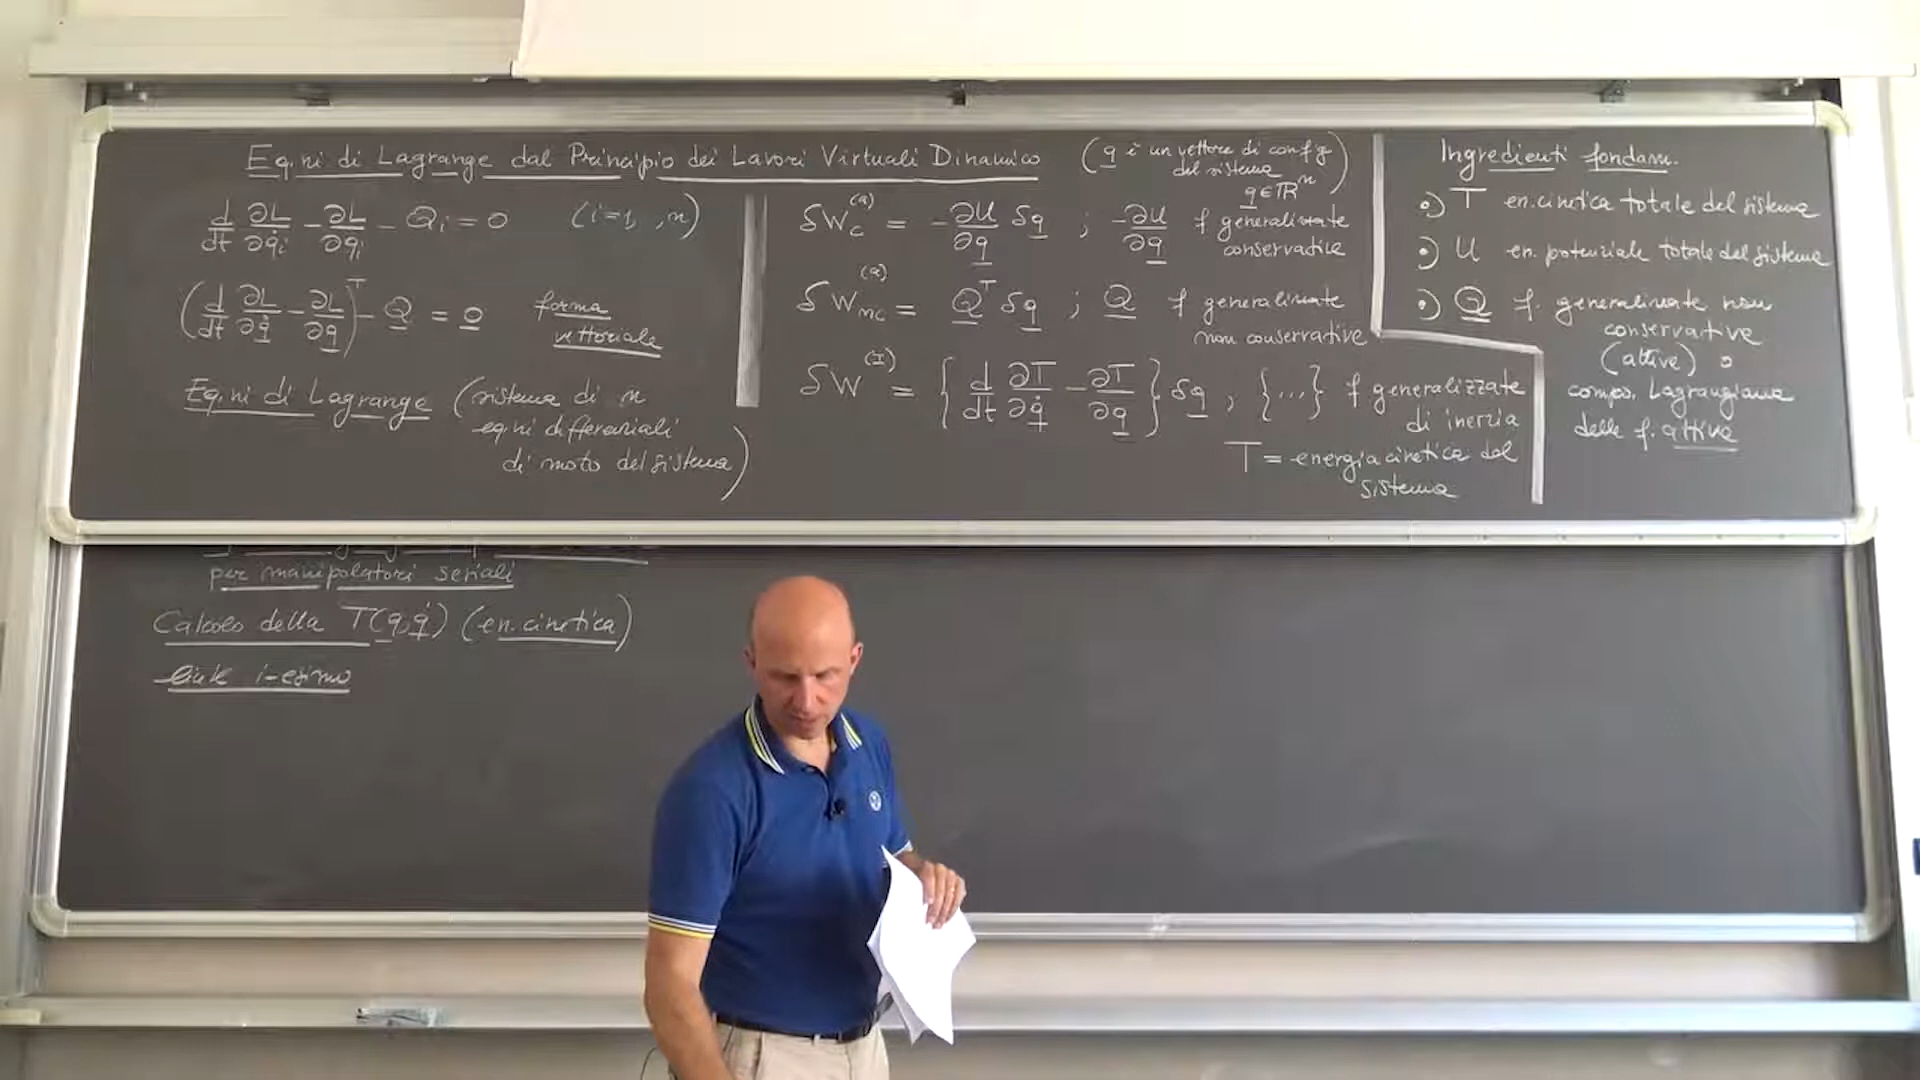 Eq.ni di Lagrange dal Principio dei Lavori Virtuali Dinamico
(q è un vettore di config del sistema q ∈ ℝⁿ)
d/dt ∂L/∂q̇ᵢ - ∂L/∂qᵢ - Qᵢ = 0 (i=1, ,n)
(d/dt ∂L/∂q̇ - ∂L/∂q)ᵀ - Q = 0 forma
vettoriale
Eq.ni di Lagrange (sistema di n
eq.ni differenziali
di moto del sistema)
δW_c^(a) = - ∂U/∂q δq ; - ∂U/∂q f generalizzate
conservative
δW_nc^(a) = Qᵀ δq ; Q f generalizzate
non conservative
δW^(I) = { d/dt ∂T/∂q̇ - ∂T/∂q } δq , {...} f generalizzate
di inerzia
T = energia cinetica del
sistema
Ingredienti fondam.
•) T en. cinetica totale del sistema
•) U en. potenziale totale del sistema
•) Q f. generalizzate non
conservative
(attive) o
compo. Lagrangiana
delle f. attive
per manipolatori seriali
Calcolo della T(q,q̇) (en. cinetica)
link i-esimo